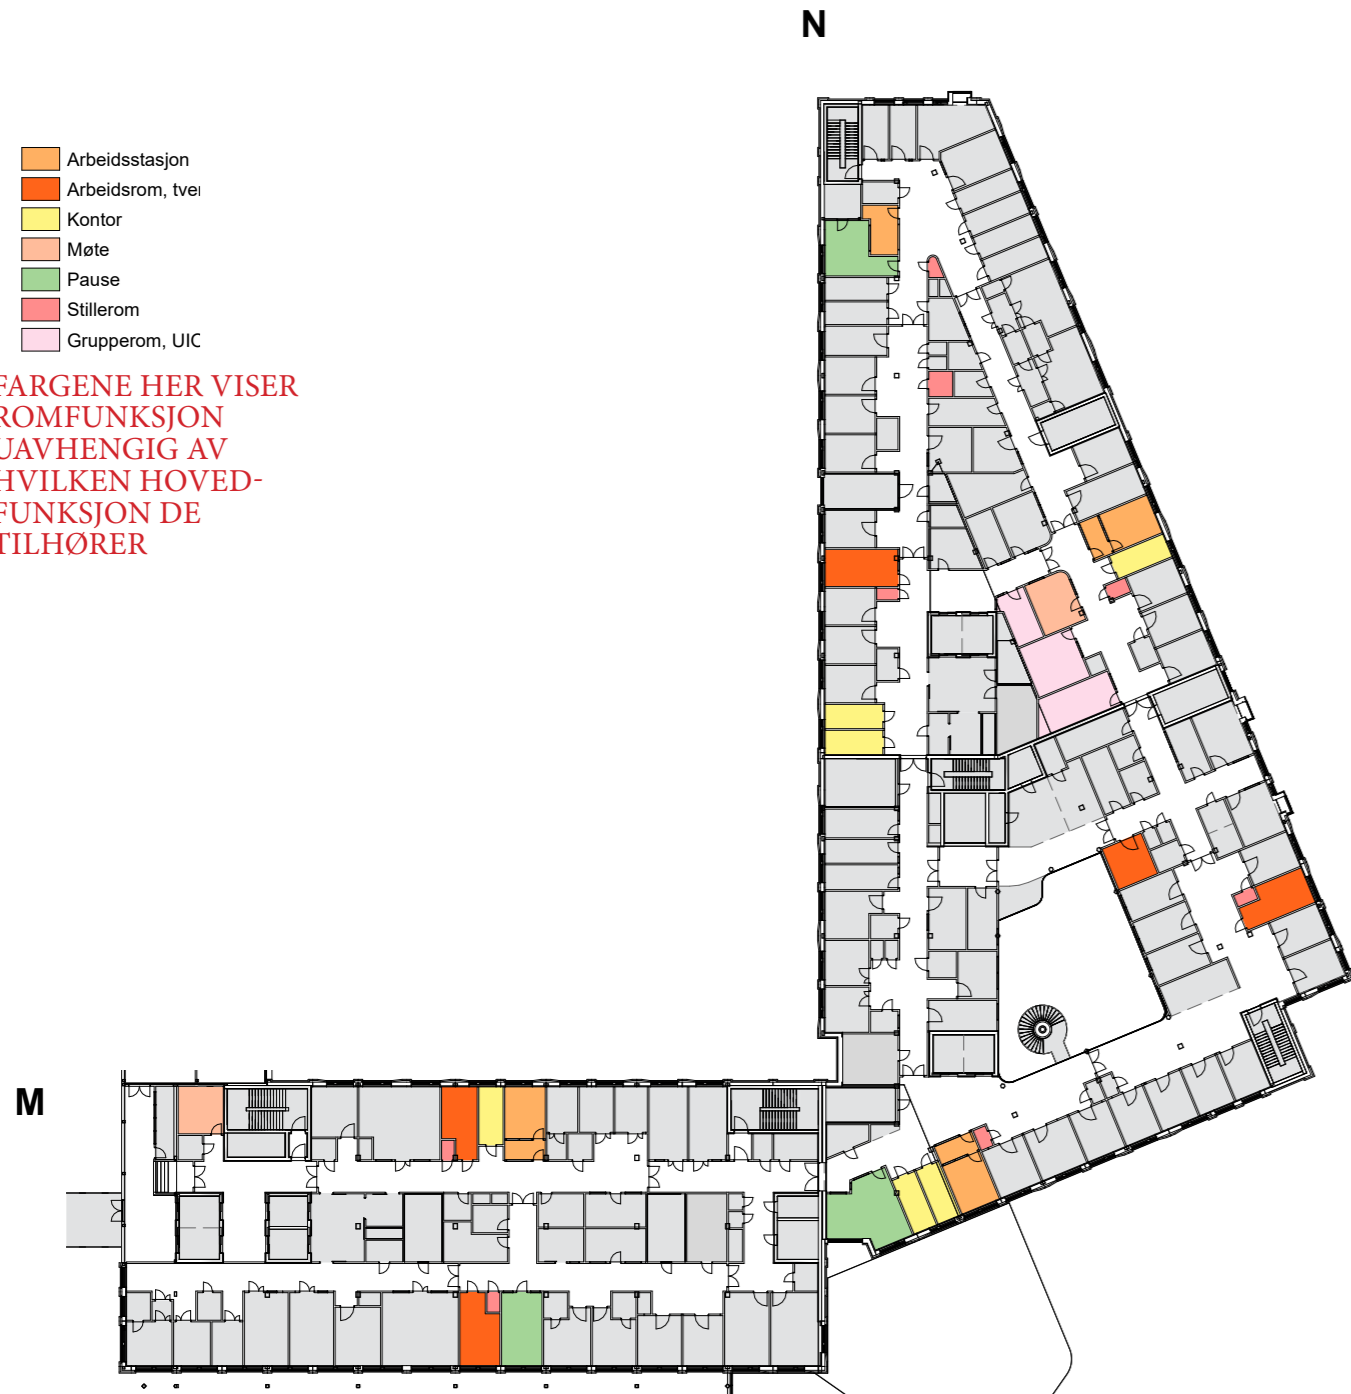 N
Arbeidsstasjon
Arbeidsrom, tver
Kontor
Møte
Pause
Stillerom
Grupperom, UIC
FARGENE HER VISER
ROMFUNKSJON
UAVHENGIG AV
HVILKEN HOVED-
FUNKSJON DE
TILHØRER
M